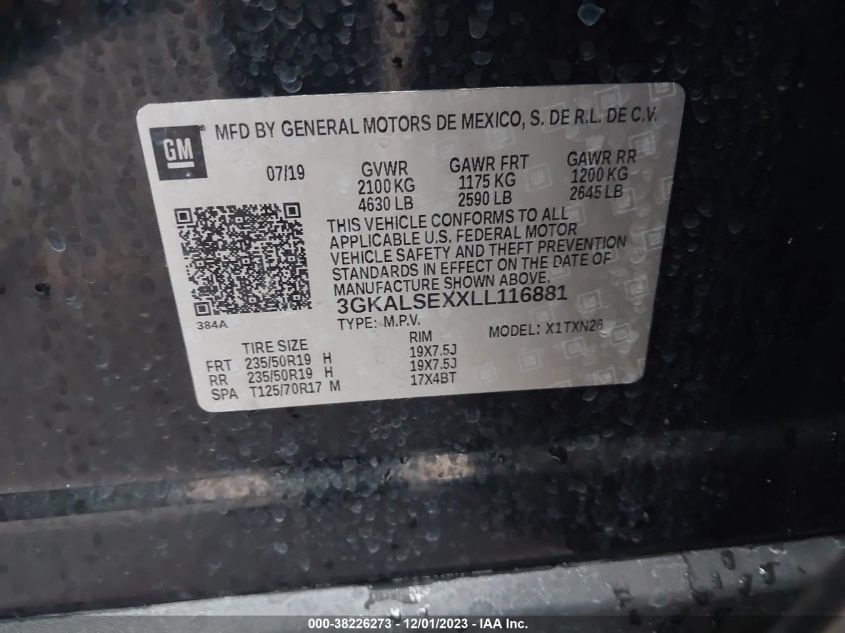 GM
MFD BY GENERAL MOTORS DE MEXICO, S. DE R.L. DE C.V.
07/19 GVWR GAWR FRT GAWR RR
2100 KG 1175 KG 1200 KG
4630 LB 2590 LB 2645 LB
THIS VEHICLE CONFORMS TO ALL
APPLICABLE U.S. FEDERAL MOTOR
VEHICLE SAFETY AND THEFT PREVENTION
STANDARDS IN EFFECT ON THE DATE OF
MANUFACTURE SHOWN ABOVE.
3GKALSEXXLL116881
384A
TYPE: M.P.V. MODEL: X1TXN26
TIRE SIZE RIM
FRT 235/50R19 H 19X7.5J
RR 235/50R19 H 19X7.5J
SPA T125/70R17 M 17X4BT
000-38226273 - 12/01/2023 - IAA Inc.